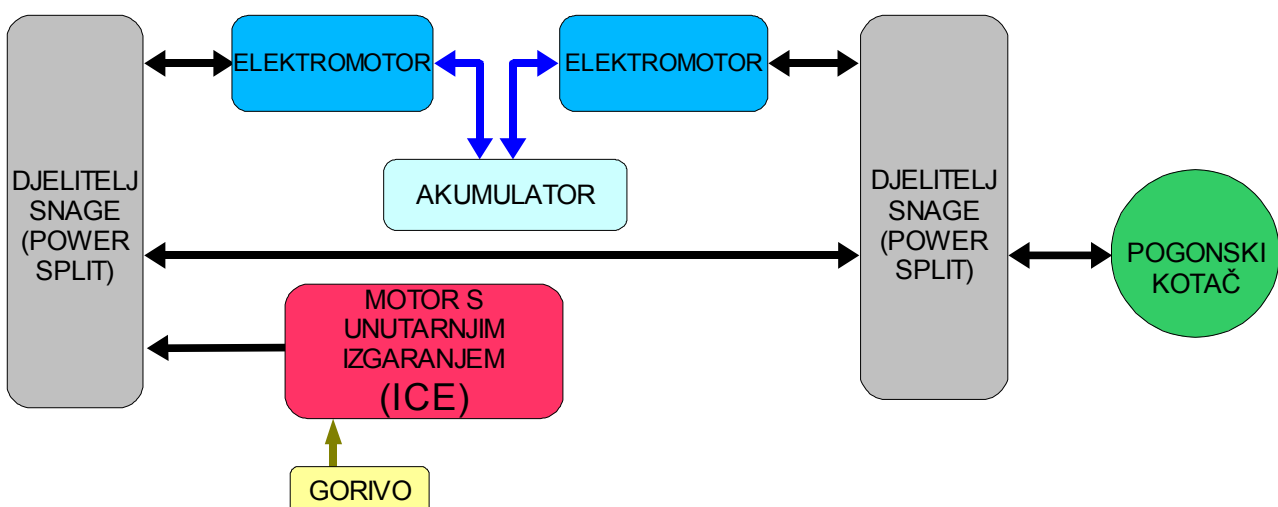 ELEKTROMOTOR
ELEKTROMOTOR
AKUMULATOR
DJELITELJ
SNAGE
(POWER
SPLIT)
DJELITELJ
SNAGE
(POWER
SPLIT)
POGONSKI
KOTAČ
MOTOR S
UNUTARNJIM
IZGARANJEM
(ICE)
GORIVO